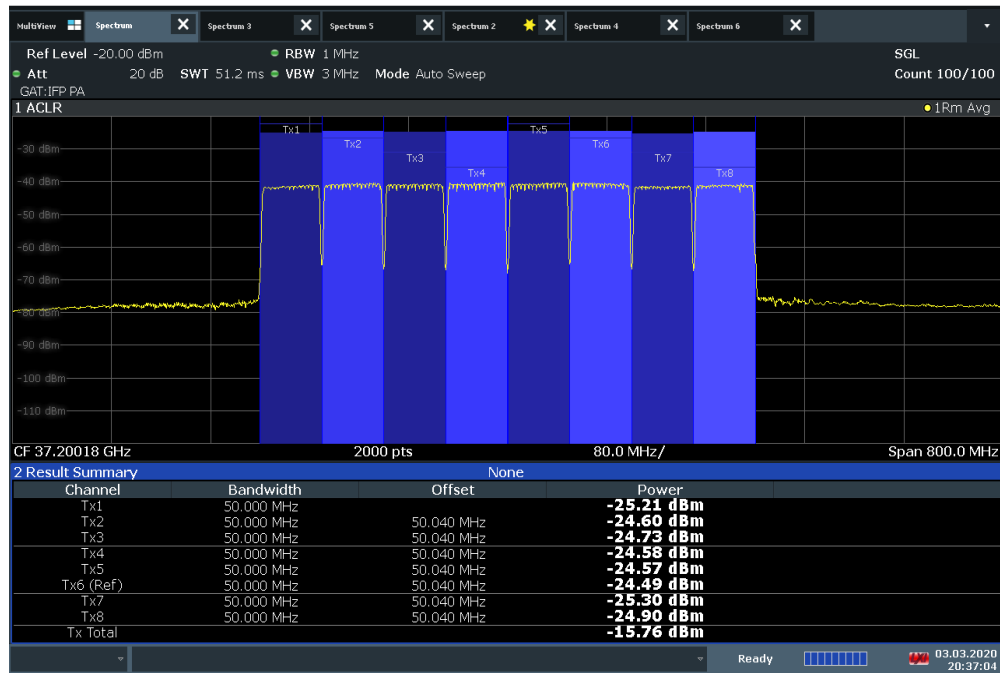 MultiView Spectrum X Spectrum 3 X Spectrum 5 X Spectrum 2 X Spectrum 4 X Spectrum 6 X
Ref Level -20.00 dBm RBW 1 MHz SGL
Att 20 dB SWT 51.2 ms VBW 3 MHz Mode Auto Sweep Count 100/100
GAT:IFP PA
1 ACLR 1Rm Avg
Tx1 Tx5
Tx2 Tx6
-30 dBm
Tx3 Tx7
Tx4 Tx8
-40 dBm
-50 dBm
-60 dBm
-70 dBm
-80 dBm
-90 dBm
-100 dBm
-110 dBm
CF 37.20018 GHz 2000 pts 80.0 MHz/ Span 800.0 MHz
2 Result Summary None
Channel Bandwidth Offset Power
Tx1 50.000 MHz -25.21 dBm
Tx2 50.000 MHz 50.040 MHz -24.60 dBm
Tx3 50.000 MHz 50.040 MHz -24.73 dBm
Tx4 50.000 MHz 50.040 MHz -24.58 dBm
Tx5 50.000 MHz 50.040 MHz -24.57 dBm
Tx6 (Ref) 50.000 MHz 50.040 MHz -24.49 dBm
Tx7 50.000 MHz 50.040 MHz -25.30 dBm
Tx8 50.000 MHz 50.040 MHz -24.90 dBm
Tx Total -15.76 dBm
Ready 03.03.2020
20:37:04